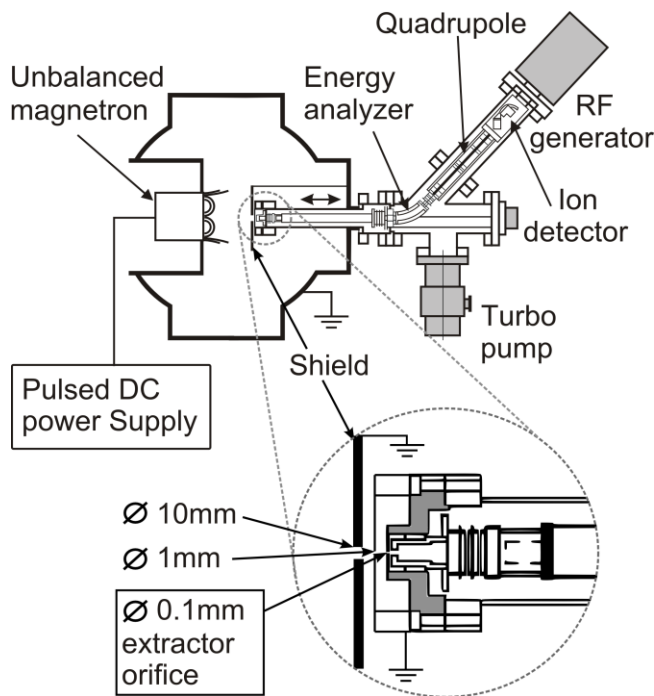 Quadrupole
Unbalanced
magnetron
Energy
analyzer
RF
generator
Ion
detector
Turbo
pump
Shield
Pulsed DC
power Supply
Ø 10mm
Ø 1mm
Ø 0.1mm
extractor
orifice